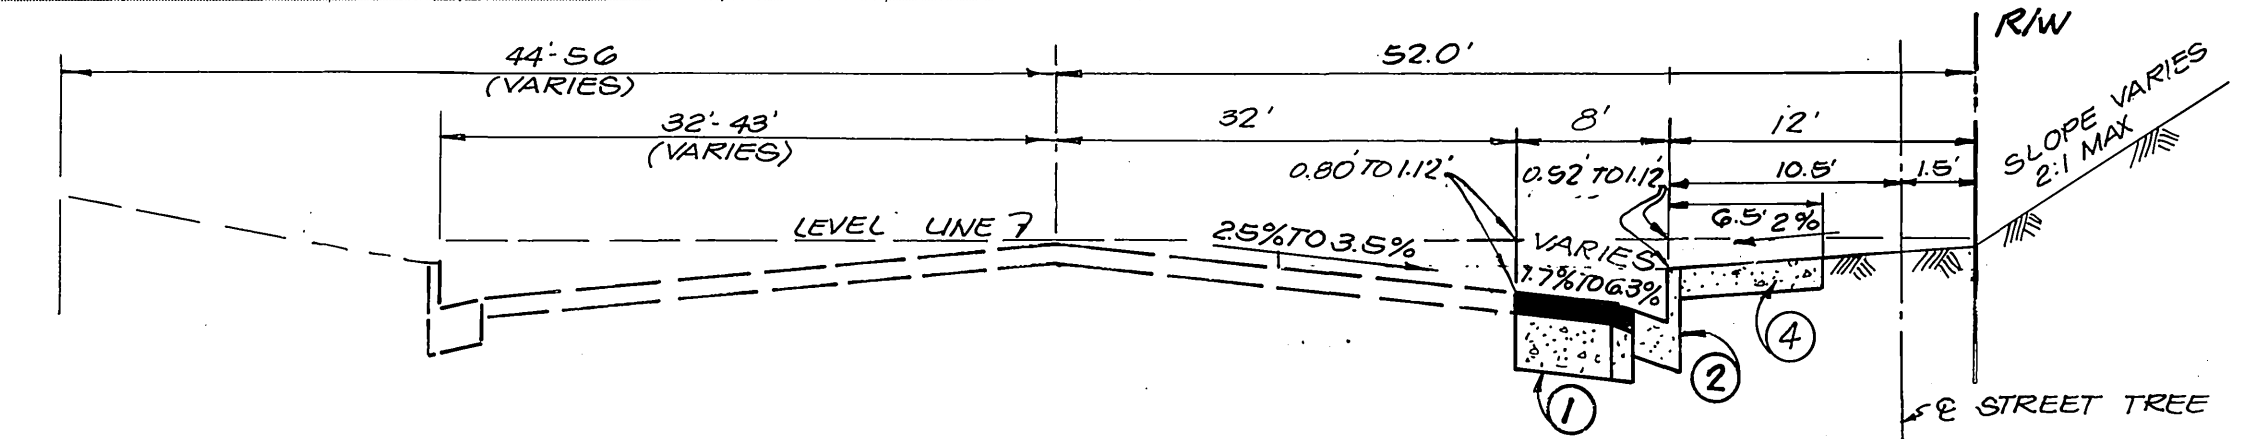 R/W
44'-56
(VARIES)
52.0'
32'-43'
(VARIES)
32'
8'
12'
SLOPE VARIES
2:1 MAX
0.80' TO 1.12'
0.52' TO 1.12'
10.5'
1.5'
6.5'
2%
LEVEL LINE
2.5% TO 3.5%
VARIES
1.7% TO 6.3%
4
2
1
℄ STREET TREE